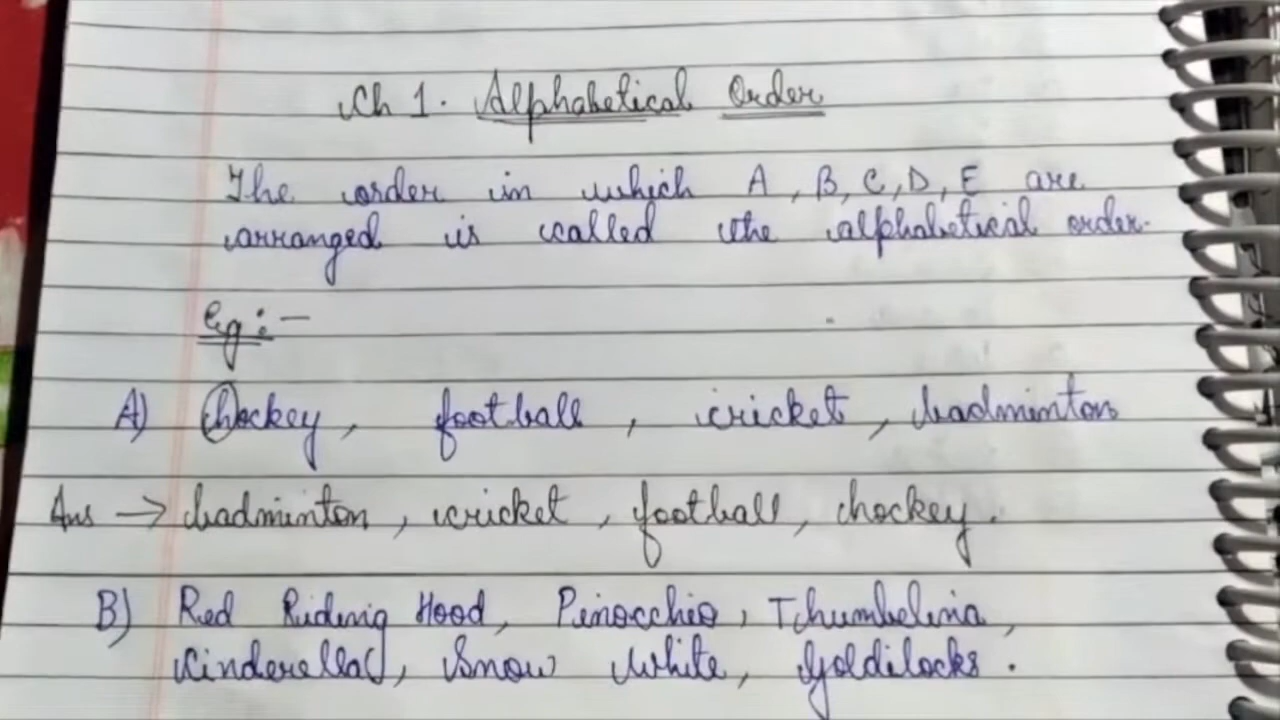 Ch 1. Alphabetical Order
The order in which A, B, C, D, E are
arranged is called the alphabetical order.
eg :-
A) hockey, football, cricket, badminton
Ans → badminton, cricket, football, hockey.
B) Red Riding Hood, Pinocchio, Thumbelina,
Cinderella, Snow White, Goldilocks.